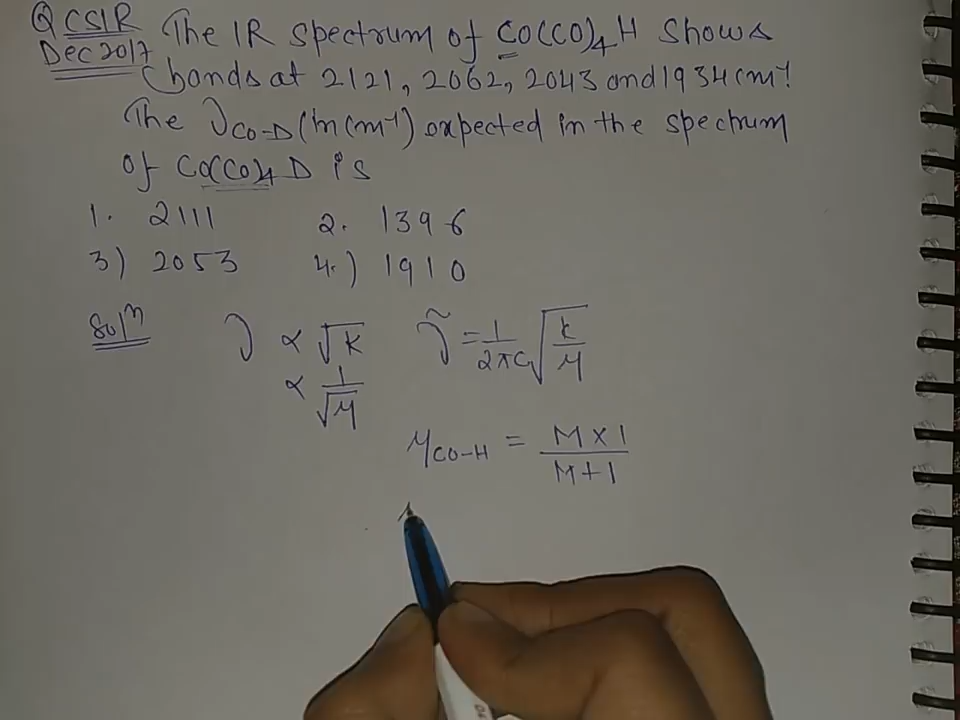 Q CSIR The IR spectrum of Co(CO)4H shows
Dec 2017 bands at 2121, 2062, 2043 and 1934 cm⁻¹.
The ν̃Co-D (in cm⁻¹) expected in the spectrum
of Co(CO)4D is
1. 2111 2. 1396
3) 2053 4.) 1910
Solⁿ ν ∝ √K ν̃ = 1/2πc √K/μ
∝ 1/√μ
μCO-H = M×1/M+1